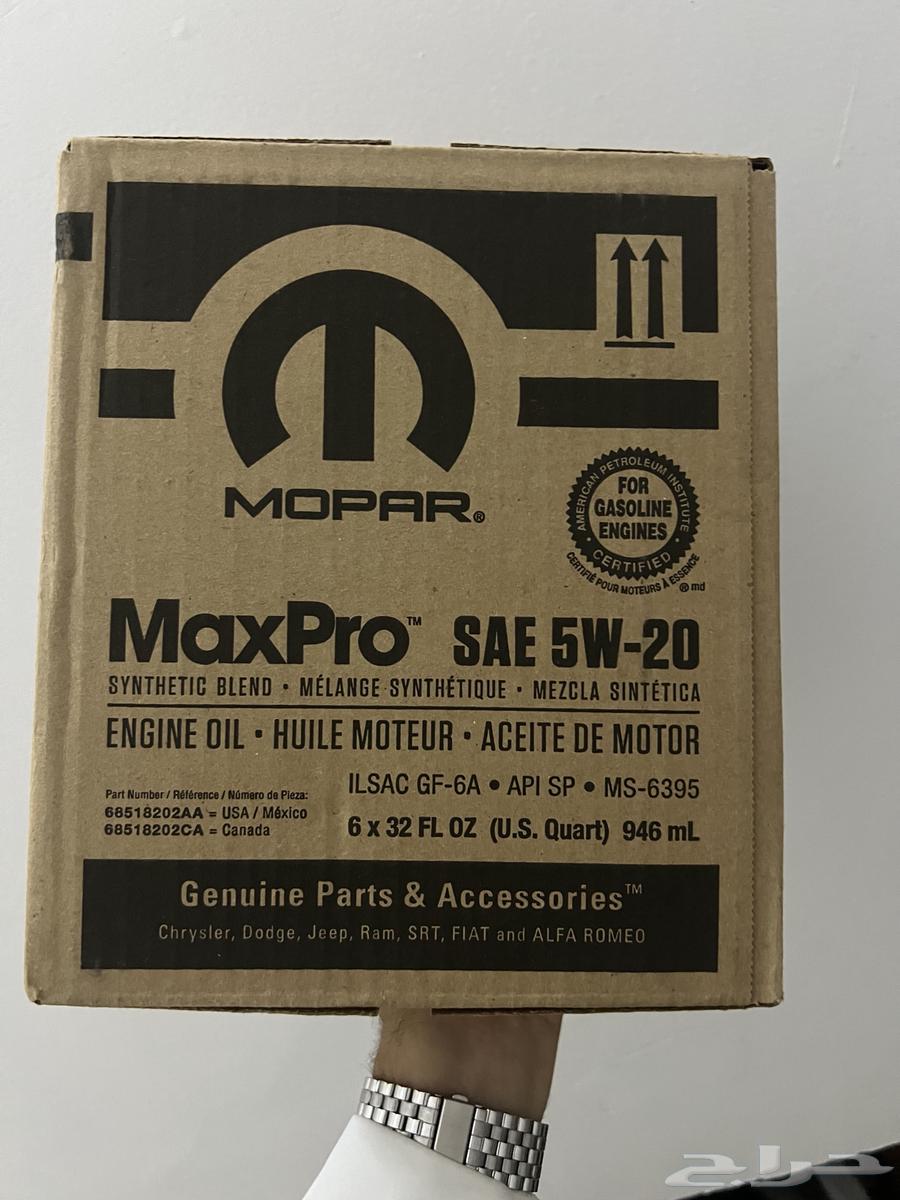 MOPAR®
AMERICAN PETROLEUM INSTITUTE
FOR
GASOLINE
ENGINES
CERTIFIED
CERTIFIÉ POUR MOTEURS À ESSENCE
® md
MaxPro™ SAE 5W-20
SYNTHETIC BLEND • MÉLANGE SYNTHÉTIQUE • MEZCLA SINTÉTICA
ENGINE OIL • HUILE MOTEUR • ACEITE DE MOTOR
ILSAC GF-6A • API SP • MS-6395
Part Number / Référence / Número de Pieza:
68518202AA = USA / México
68518202CA = Canada
6 x 32 FL OZ (U.S. Quart) 946 mL
Genuine Parts & Accessories™
Chrysler, Dodge, Jeep, Ram, SRT, FIAT and ALFA ROMEO
حراج